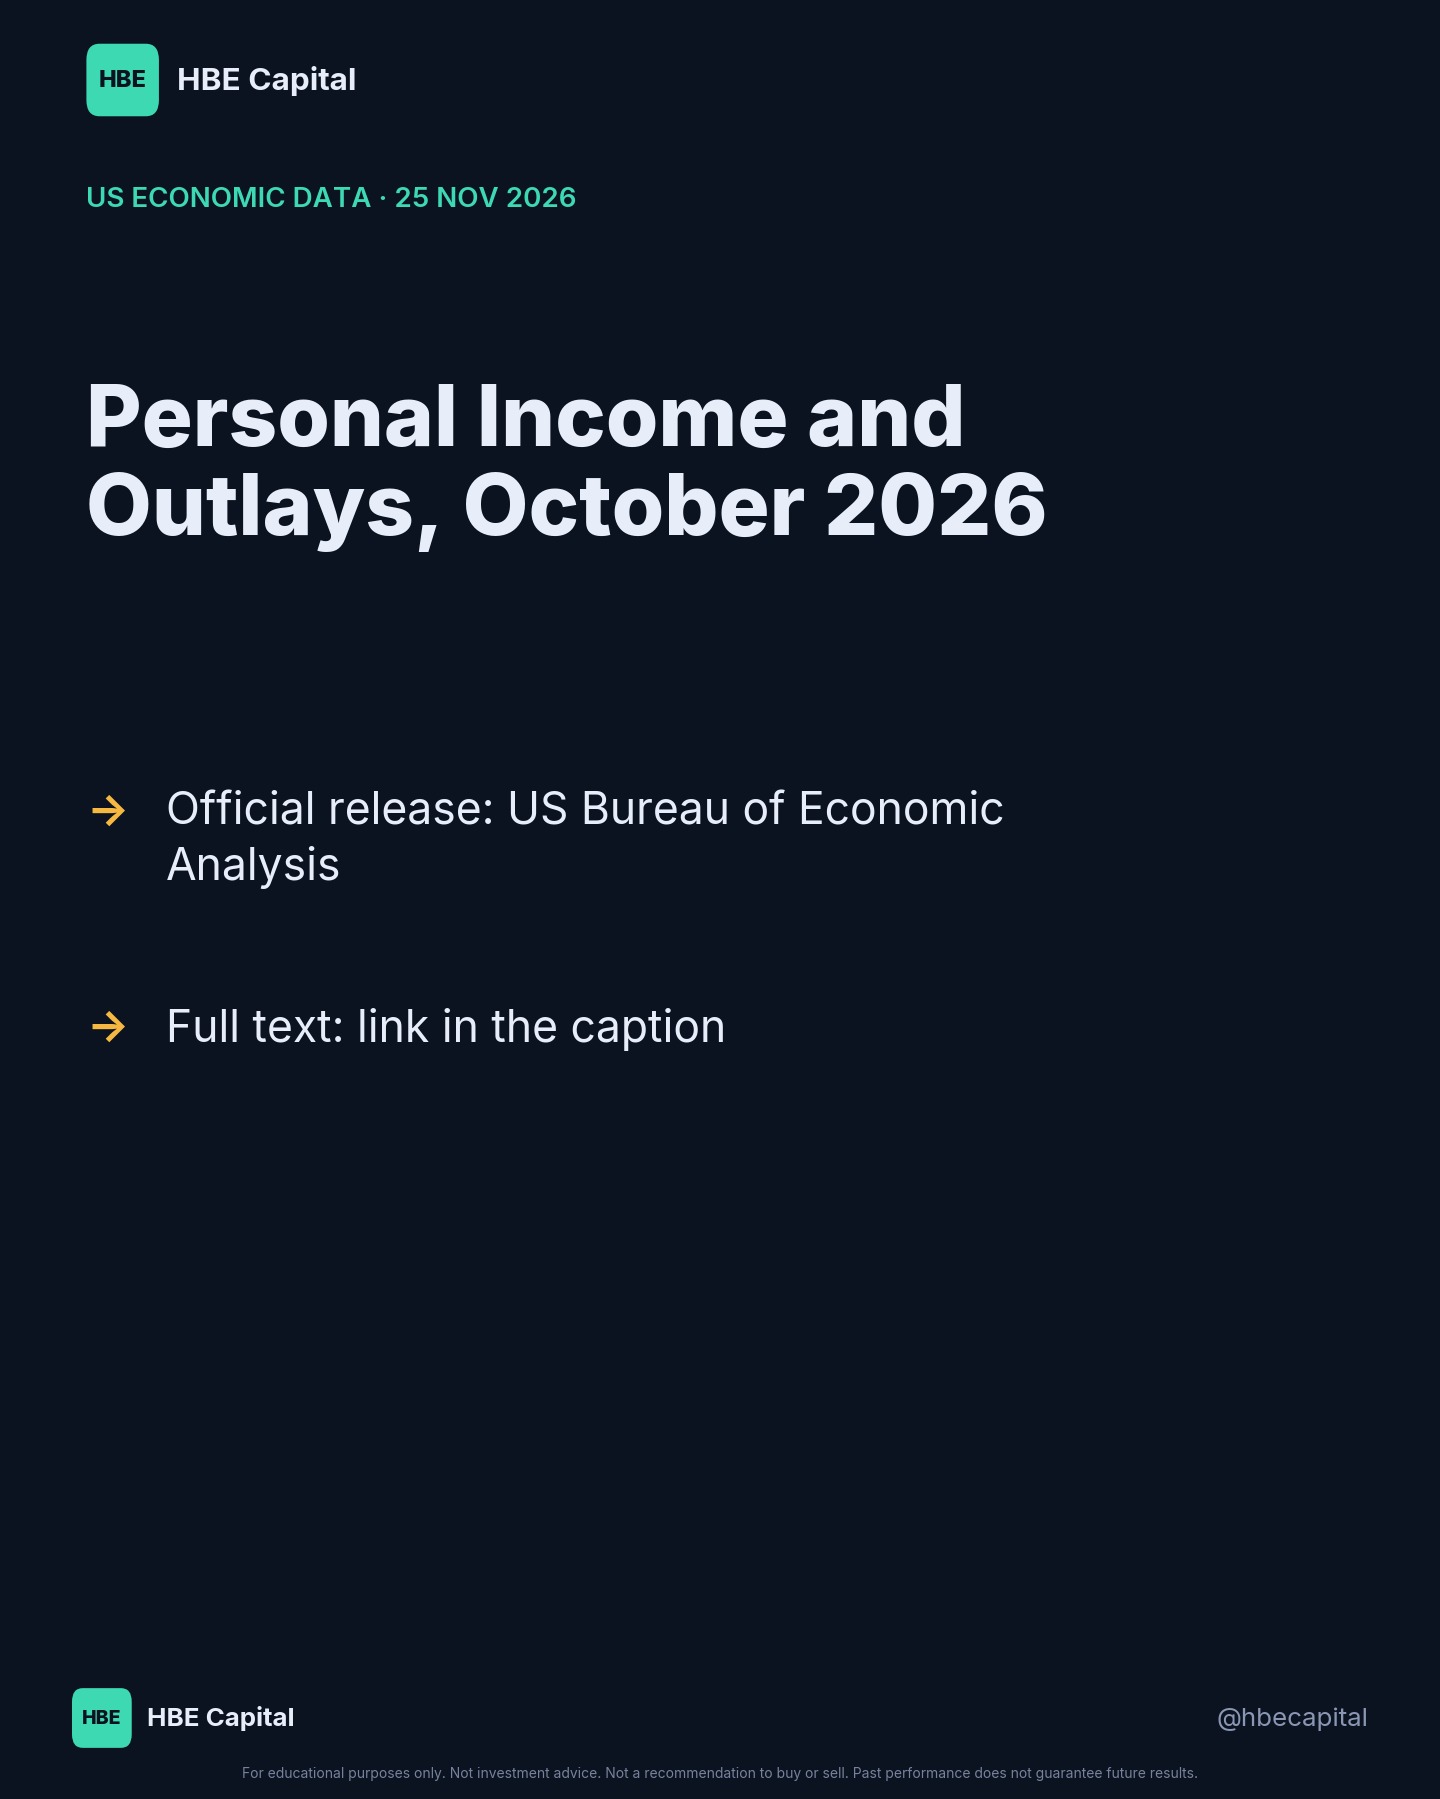 HBE
HBE Capital
US ECONOMIC DATA · 25 NOV 2026
Personal Income and
Outlays, October 2026
→ Official release: US Bureau of Economic
Analysis
→ Full text: link in the caption
HBE
HBE Capital
@hbecapital
For educational purposes only. Not investment advice. Not a recommendation to buy or sell. Past performance does not guarantee future results.